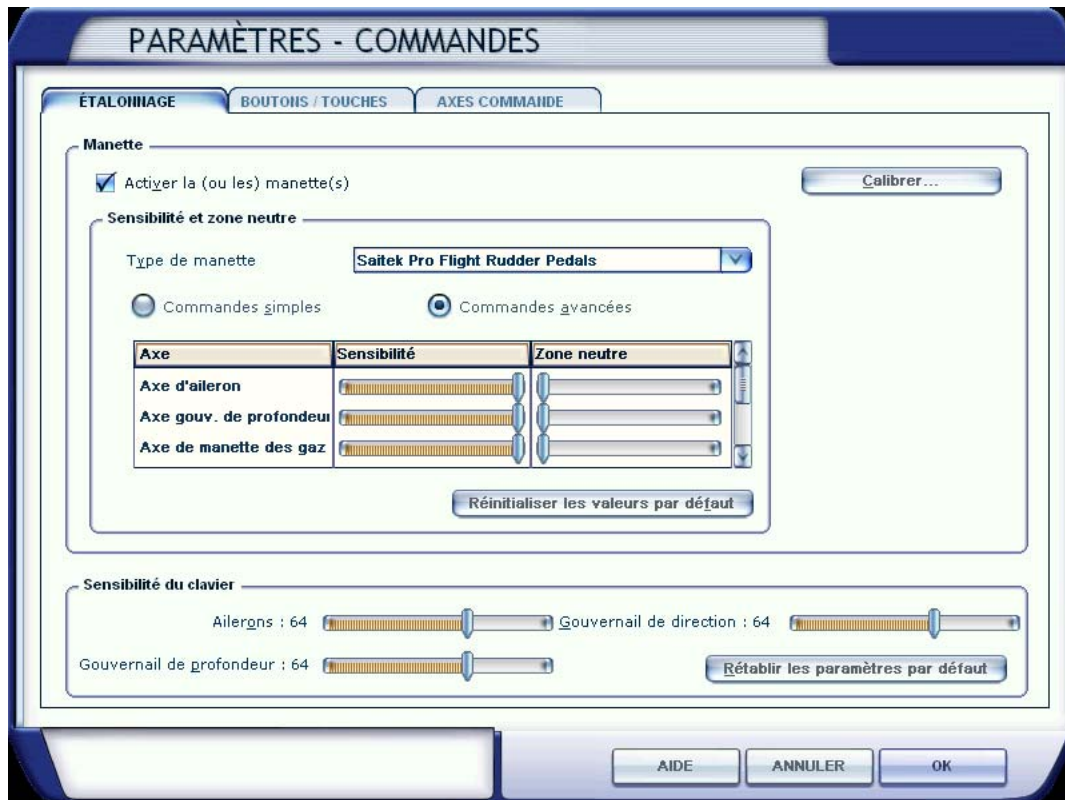 PARAMÈTRES - COMMANDES
ÉTALONNAGE
BOUTONS / TOUCHES
AXES COMMANDE
Manette
Activer la (ou les) manette(s)
Calibrer...
Sensibilité et zone neutre
Type de manette
Saitek Pro Flight Rudder Pedals
Commandes simples
Commandes avancées
Axe Sensibilité Zone neutre
Axe d'aileron
Axe gouv. de profondeur
Axe de manette des gaz
Réinitialiser les valeurs par défaut
Sensibilité du clavier
Ailerons : 64
Gouvernail de direction : 64
Gouvernail de profondeur : 64
Rétablir les paramètres par défaut
AIDE
ANNULER
OK